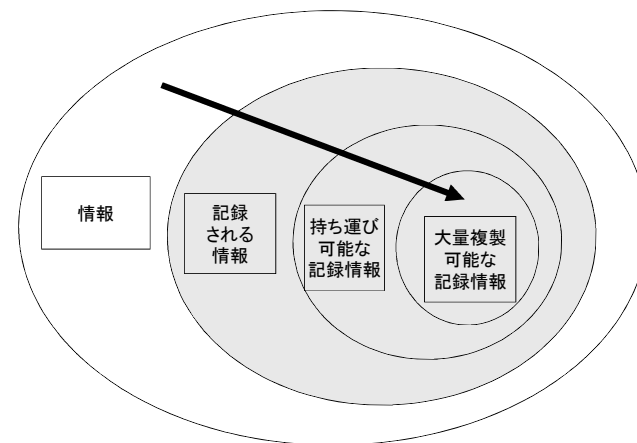 情報
記録
される
情報
持ち運び
可能な
記録情報
大量複製
可能な
記録情報